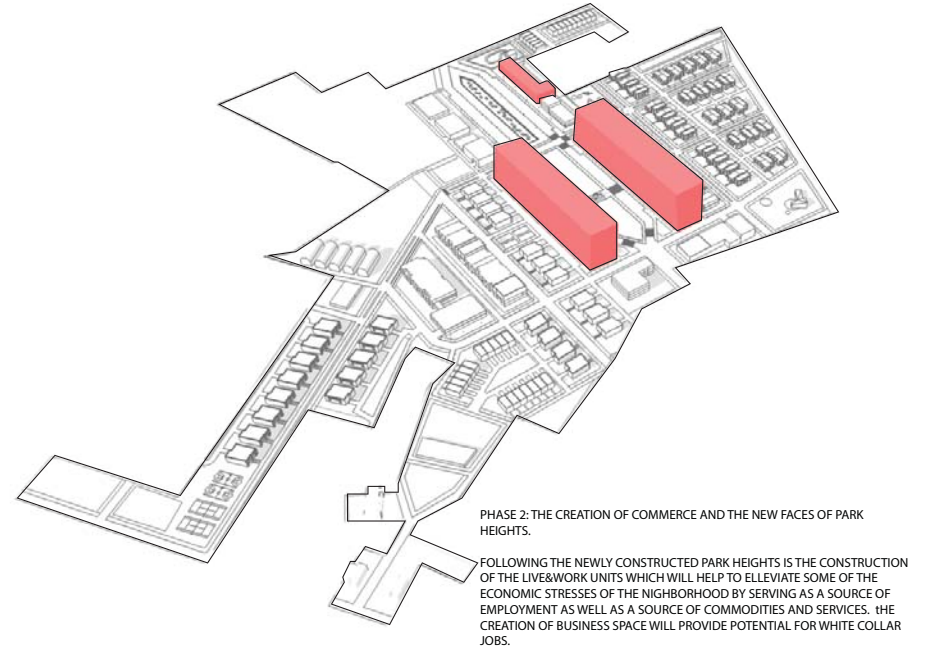 PHASE 2: THE CREATION OF COMMERCE AND THE NEW FACES OF PARK
HEIGHTS.
FOLLOWING THE NEWLY CONSTRUCTED PARK HEIGHTS IS THE CONSTRUCTION
OF THE LIVE&WORK UNITS WHICH WILL HELP TO ELLEVIATE SOME OF THE
ECONOMIC STRESSES OF THE NIGHBORHOOD BY SERVING AS A SOURCE OF
EMPLOYMENT AS WELL AS A SOURCE OF COMMODITIES AND SERVICES. tHE
CREATION OF BUSINESS SPACE WILL PROVIDE POTENTIAL FOR WHITE COLLAR
JOBS.